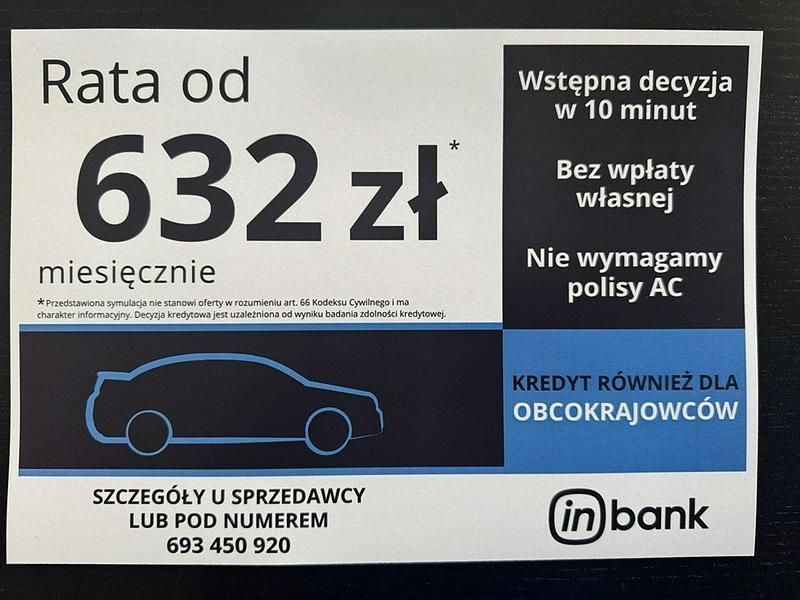 Rata od
632 zł*
miesięcznie
*Przedstawiona symulacja nie stanowi oferty w rozumieniu art. 66 Kodeksu Cywilnego i ma
charakter informacyjny. Decyzja kredytowa jest uzależniona od wyniku badania zdolności kredytowej.
Wstępna decyzja
w 10 minut
Bez wpłaty
własnej
Nie wymagamy
polisy AC
KREDYT RÓWNIEŻ DLA
OBCOKRAJOWCÓW
SZCZEGÓŁY U SPRZEDAWCY
LUB POD NUMEREM
693 450 920
inbank